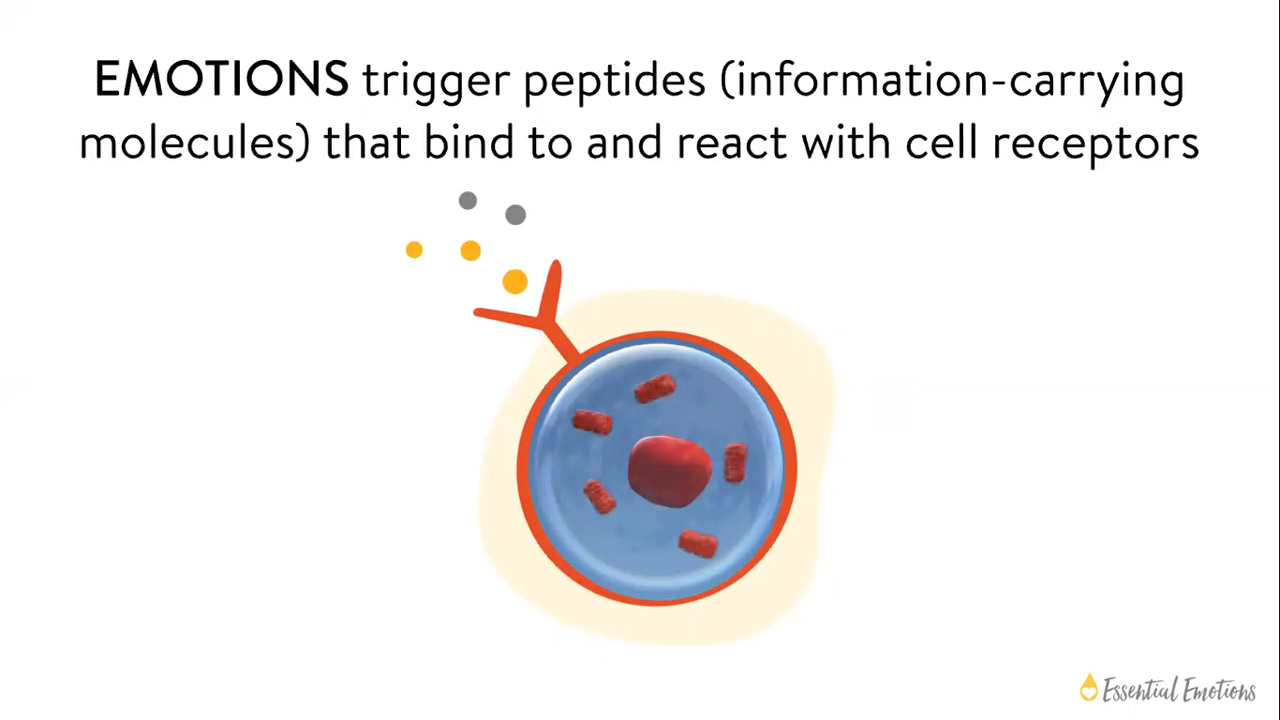 EMOTIONS trigger peptides (information-carrying
molecules) that bind to and react with cell receptors
Essential Emotions